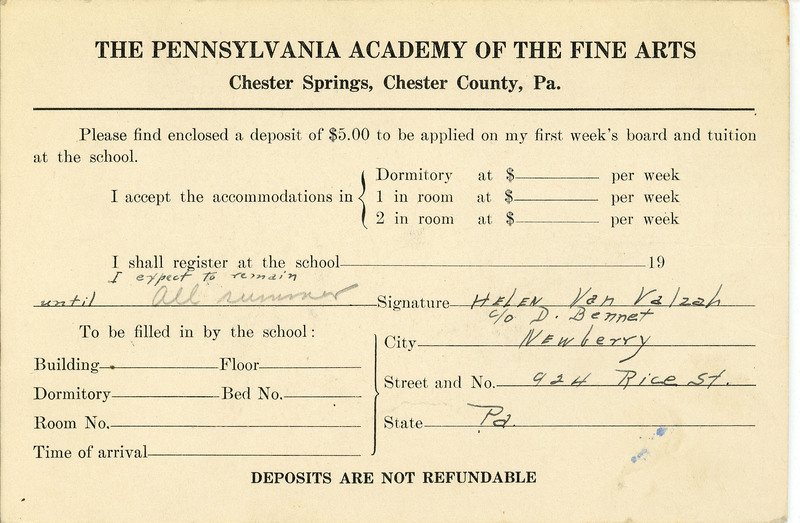 THE PENNSYLVANIA ACADEMY OF THE FINE ARTS
Chester Springs, Chester County, Pa.
Please find enclosed a deposit of $5.00 to be applied on my first week's board and tuition
at the school.
I accept the accommodations in
Dormitory at $ per week
1 in room at $ per week
2 in room at $ per week
I shall register at the school 19
I expect to remain
until All summer
Signature HELEN Van Valzah
c/o D. Bennet
To be filled in by the school:
Building Floor
Dormitory Bed No.
Room No.
Time of arrival
City Newberry
Street and No. 924 Rice St.
State Pa.
DEPOSITS ARE NOT REFUNDABLE